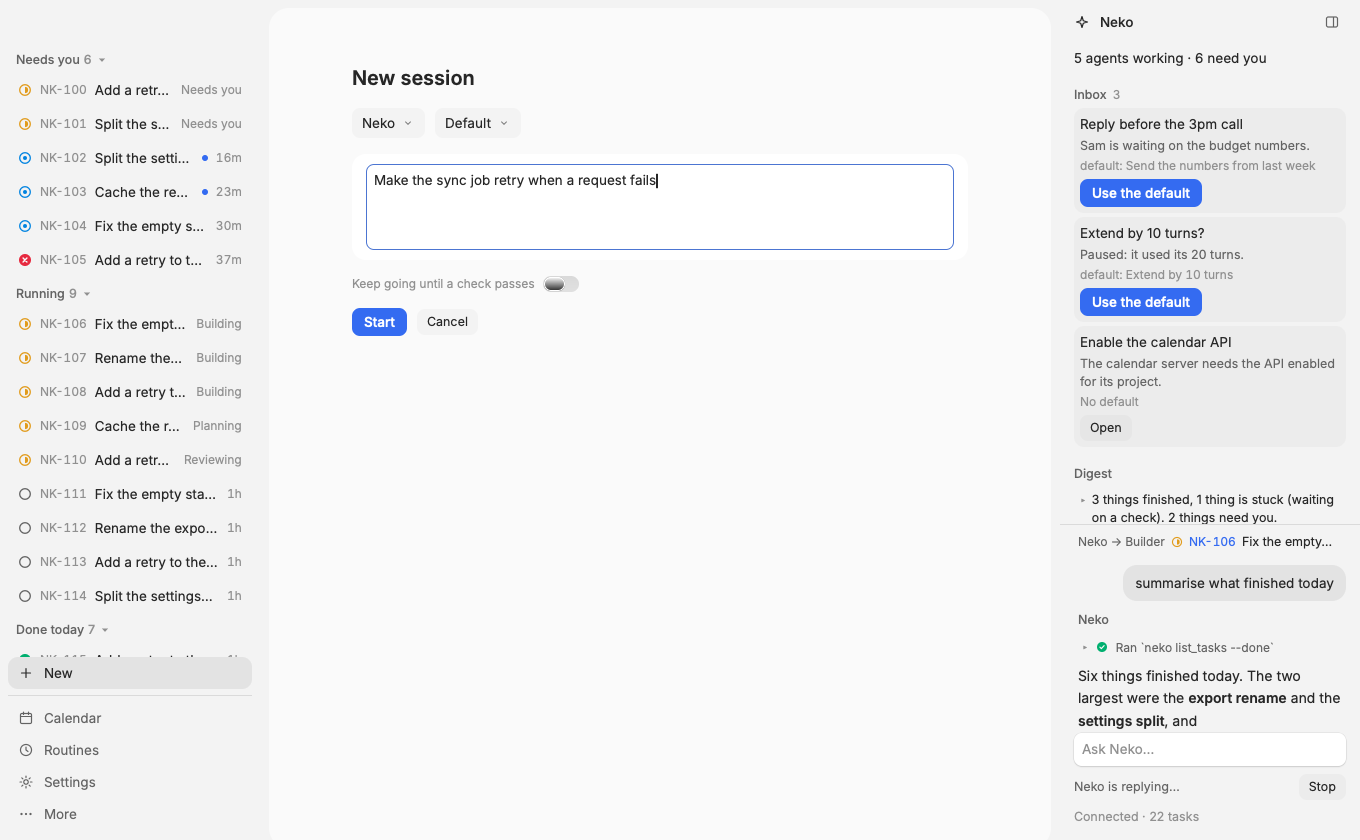 Needs you 6
NK-100 Add a retr... Needs you
NK-101 Split the s... Needs you
NK-102 Split the setti... 16m
NK-103 Cache the re... 23m
NK-104 Fix the empty s... 30m
NK-105 Add a retry to t... 37m
Running 9
NK-106 Fix the empt... Building
NK-107 Rename the... Building
NK-108 Add a retry t... Building
NK-109 Cache the r... Planning
NK-110 Add a retr... Reviewing
NK-111 Fix the empty sta... 1h
NK-112 Rename the expo... 1h
NK-113 Add a retry to the... 1h
NK-114 Split the settings... 1h
Done today 7
New
Calendar
Routines
Settings
More
New session
Neko Default
Make the sync job retry when a request fails
Keep going until a check passes
Start Cancel
Neko
5 agents working · 6 need you
Inbox 3
Reply before the 3pm call
Sam is waiting on the budget numbers.
default: Send the numbers from last week
Use the default
Extend by 10 turns?
Paused: it used its 20 turns.
default: Extend by 10 turns
Use the default
Enable the calendar API
The calendar server needs the API enabled
for its project.
No default
Open
Digest
3 things finished, 1 thing is stuck (waiting
on a check). 2 things need you.
Neko → Builder NK-106 Fix the empty...
summarise what finished today
Neko
Ran `neko list_tasks --done`
Six things finished today. The two
largest were the export rename and the
settings split, and
Ask Neko...
Neko is replying... Stop
Connected · 22 tasks